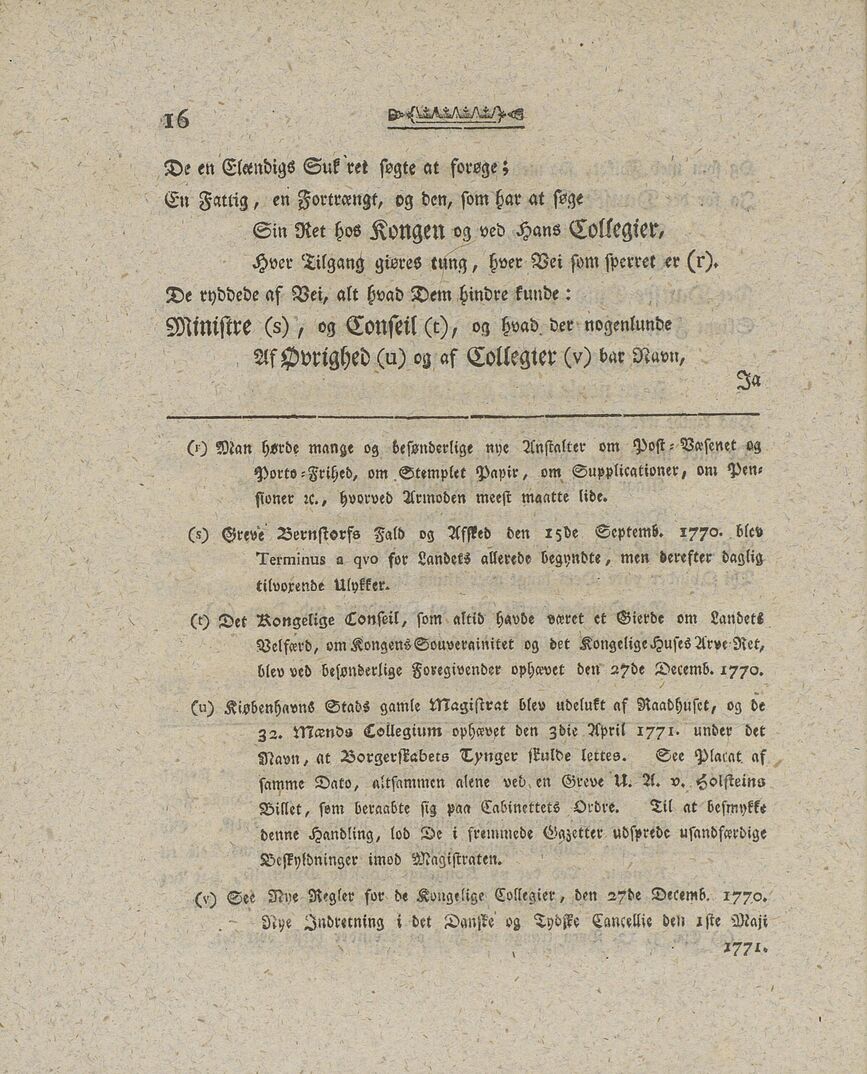 16
De en Elændigs Suk ret søgte at forøge;
En Fattig, en Fortrængt, og den, som har at søge
Sin Ret hos Kongen og ved Hans Collegier,
Hver Tilgang giøres tung, hver Vei som sperret er (r).
De ryddede af Vei, alt hvad Dem hindre kunde:
Ministre (s), og Conseil (t), og hvad der nogenlunde
Af Øvrighed (u) og af Collegier (v) bar Navn,
Ja
(r) Man hørde mange og besønderlige nye Anstalter om Post-Væsenet og
Porto-Frihed, om Stemplet Papir, om Supplicationer, om Pen-
sioner ꝛc., hvorved Armoden meest maatte lide.
(s) Greve Bernstorfs Fald og Afsked den 15de Septemb. 1770. blev
Terminus a qvo for Landets allerede begyndte, men derefter daglig
tilvoxende Ulykker.
(t) Det Kongelige Conseil, som altid havde været et Gierde om Landets
Velfærd, om Kongens Souverainitet og det Kongelige Huses Arve-Ret,
blev ved besønderlige Foregivender ophævet den 27de Decemb. 1770.
(u) Kiøbenhavns Stads gamle Magistrat blev udelukt af Raadhuset, og de
32. Mænds Collegium ophævet den 3die April 1771. under det
Navn, at Borgerskabets Tynger skulde lettes. See Placat af
samme Dato, altsammen alene ved en Greve U. A. v. Holsteins
Billet, som beraabte sig paa Cabinettets Ordre. Til at besmykke
denne Handling, lod De i fremmede Gazetter udsprede usandfærdige
Beskyldninger imod Magistraten.
(v) See Nye Regler for de Kongelige Collegier, den 27de Decemb. 1770.
Nye Indretning i det Danske og Tydske Cancellie den 1ste Maji
1771.